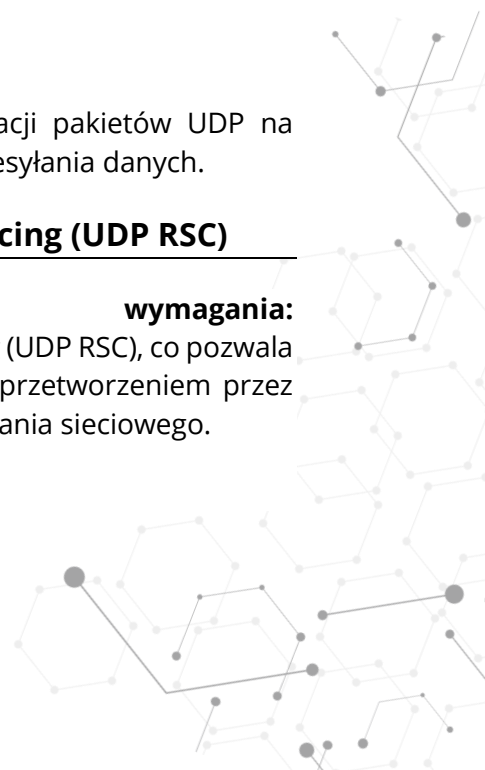 acji pakietów UDP na
esyłania danych.
cing (UDP RSC)
wymagania:
(UDP RSC), co pozwala
przetworzeniem przez
ania sieciowego.